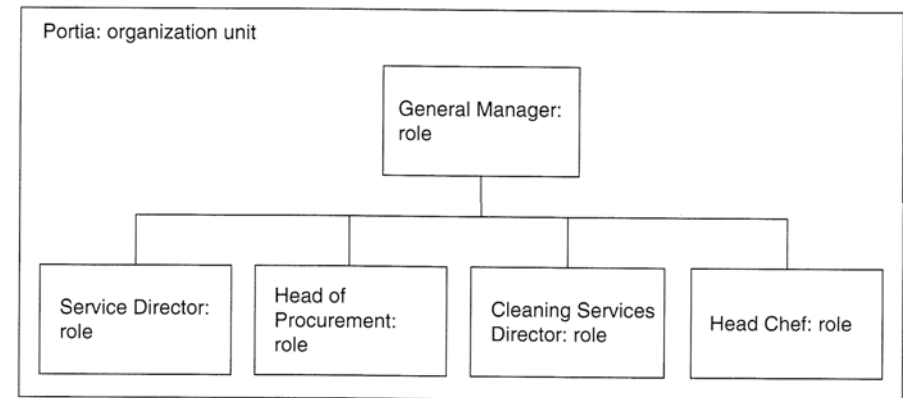 Portia: organization unit
General Manager:
role
Service Director:
role
Head of
Procurement:
role
Cleaning Services
Director: role
Head Chef: role